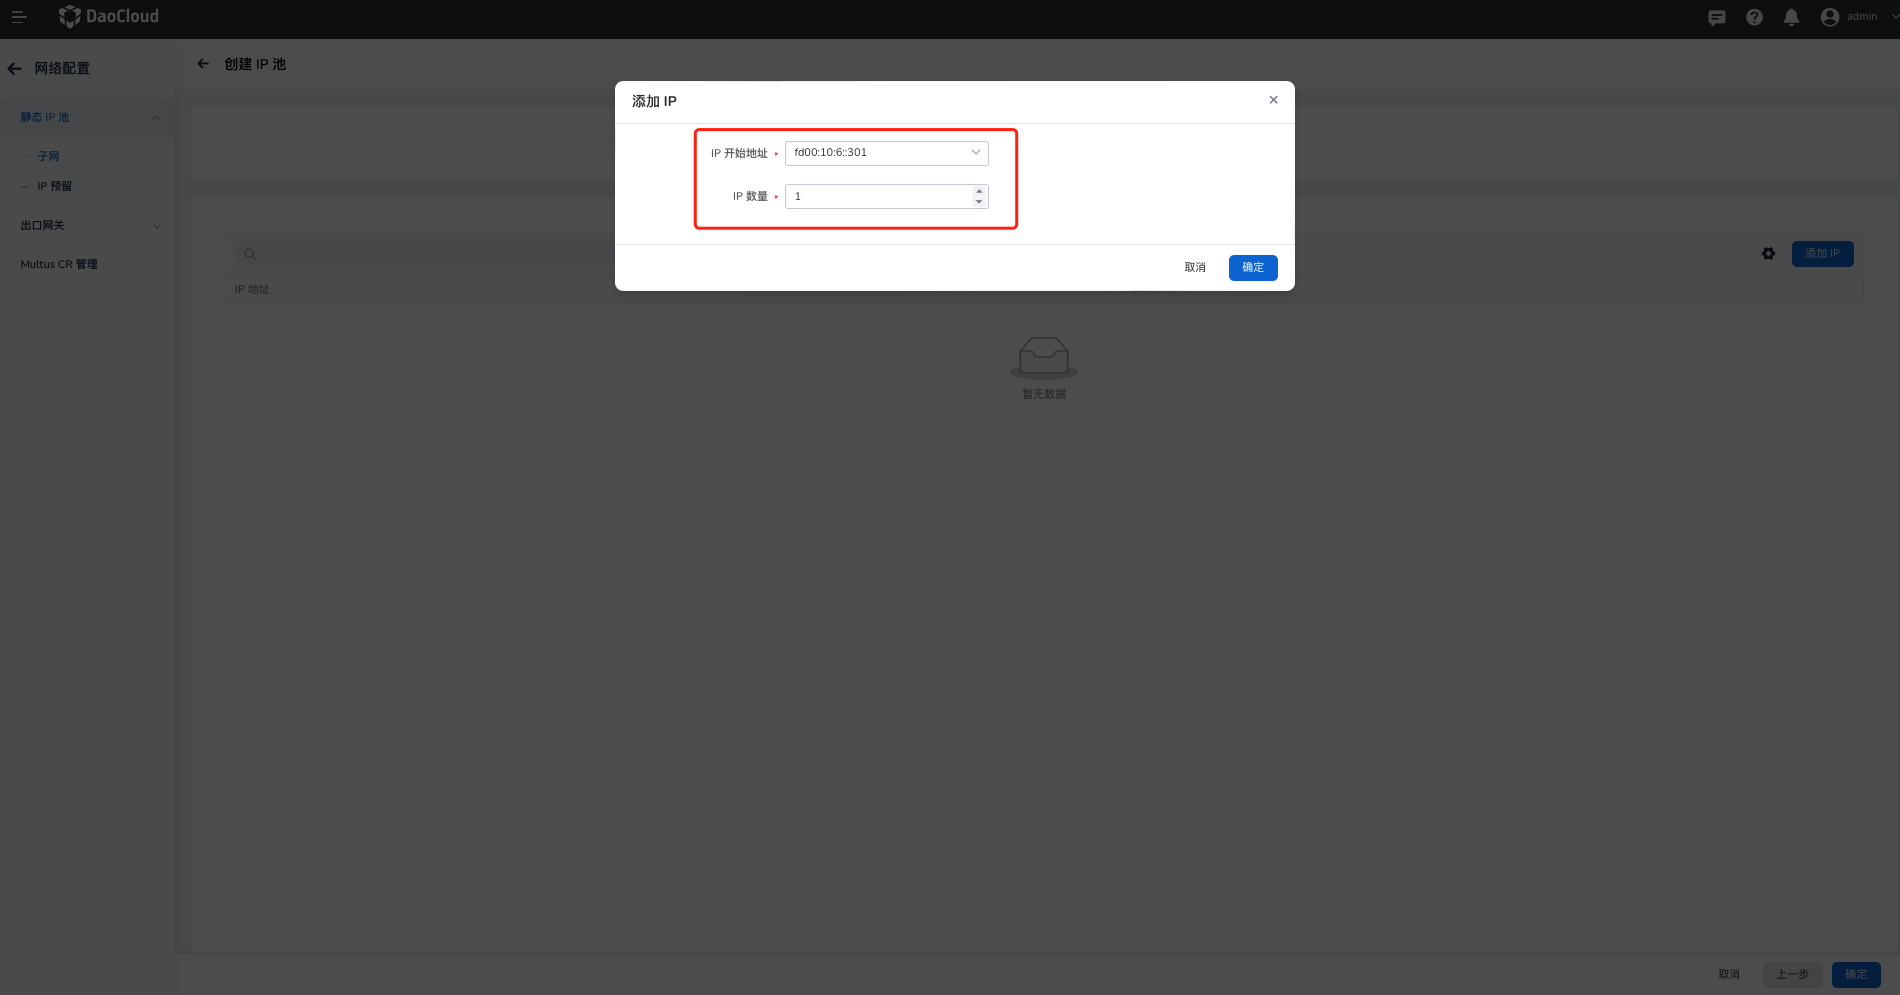 DaoCloud
admin
网络配置
创建 IP 池
静态 IP 池
子网
IP 预留
出口网关
Multus CR 管理
添加 IP
IP 开始地址 *
fd00:10:6::301
IP 数量 *
1
取消
确定
添加 IP
IP 地址
暂无数据
取消
上一步
确定